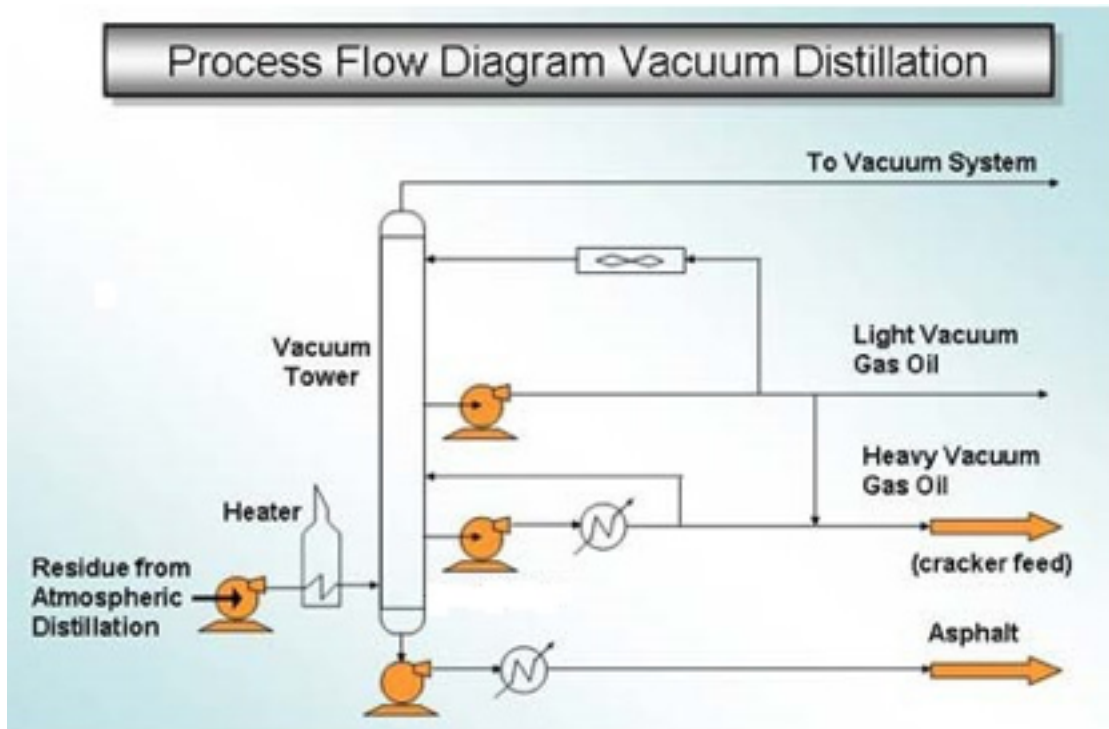 Process Flow Diagram Vacuum Distillation
To Vacuum System
Light Vacuum
Gas Oil
Vacuum
Tower
Heavy Vacuum
Gas Oil
Heater
(cracker feed)
Residue from
Atmospheric
Distillation
Asphalt